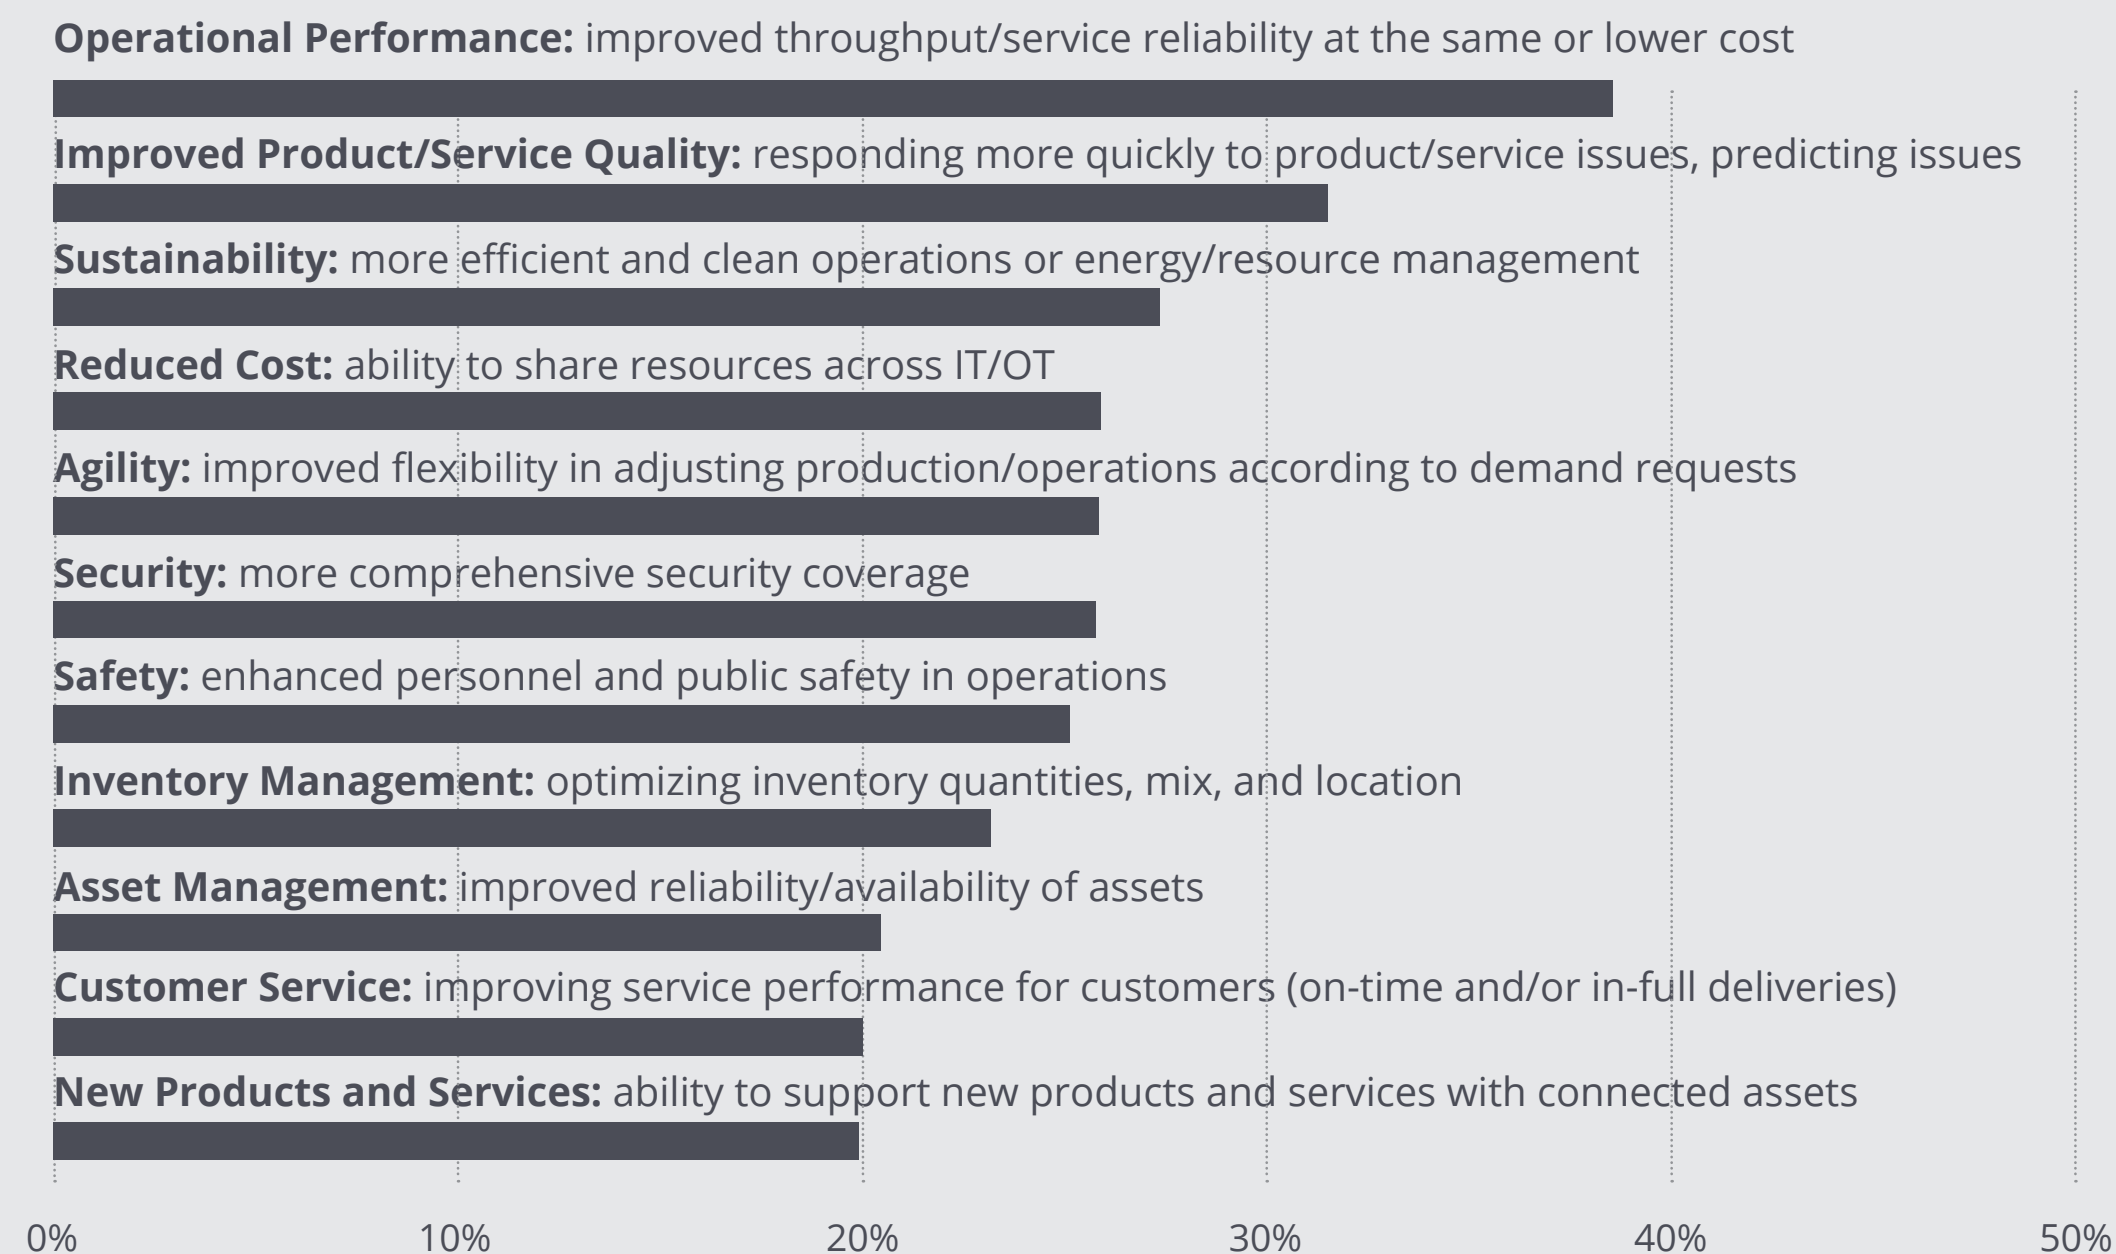 Operational Performance: improved throughput/service reliability at the same or lower cost
Improved Product/Service Quality: responding more quickly to product/service issues, predicting issues
Sustainability: more efficient and clean operations or energy/resource management
Reduced Cost: ability to share resources across IT/OT
Agility: improved flexibility in adjusting production/operations according to demand requests
Security: more comprehensive security coverage
Safety: enhanced personnel and public safety in operations
Inventory Management: optimizing inventory quantities, mix, and location
Asset Management: improved reliability/availability of assets
Customer Service: improving service performance for customers (on-time and/or in-full deliveries)
New Products and Services: ability to support new products and services with connected assets
0% 10% 20% 30% 40% 50%